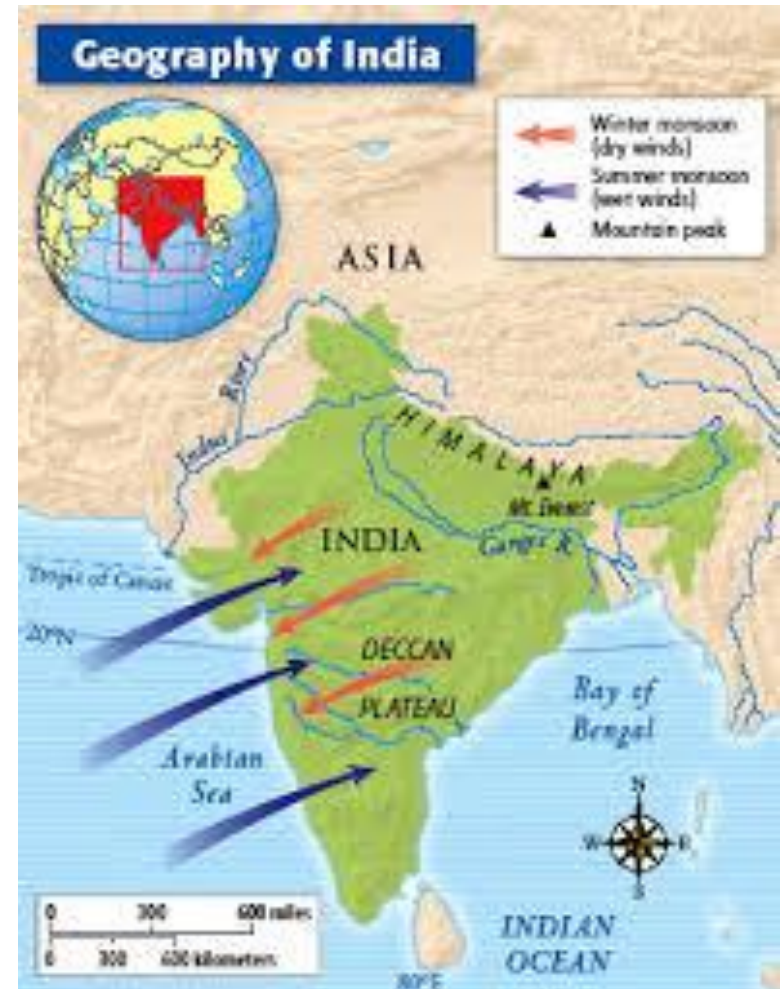 Geography of India
Winter monsoon
(dry winds)
Summer monsoon
(wet winds)
Mountain peak
ASIA
Indus River
HIMALAYA
Mt. Everest
INDIA
Ganges R.
Tropic of Cancer
20°N
DECCAN
PLATEAU
Bay of
Bengal
Arabian
Sea
N
W
E
S
0 300 600 miles
0 300 600 kilometers
INDIAN
OCEAN
80°E